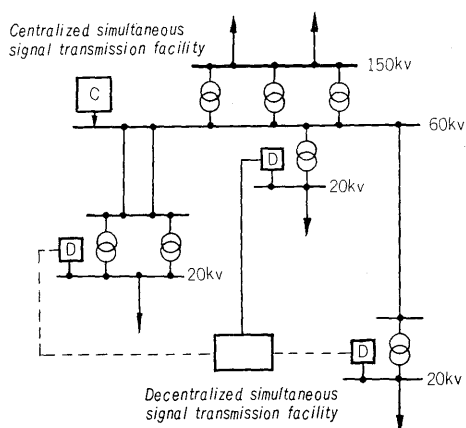 Centralized simultaneous
signal transmission facility
150kv
C
60kv
D
20kv
D
20kv
D
20kv
Decentralized simultaneous
signal transmission facility